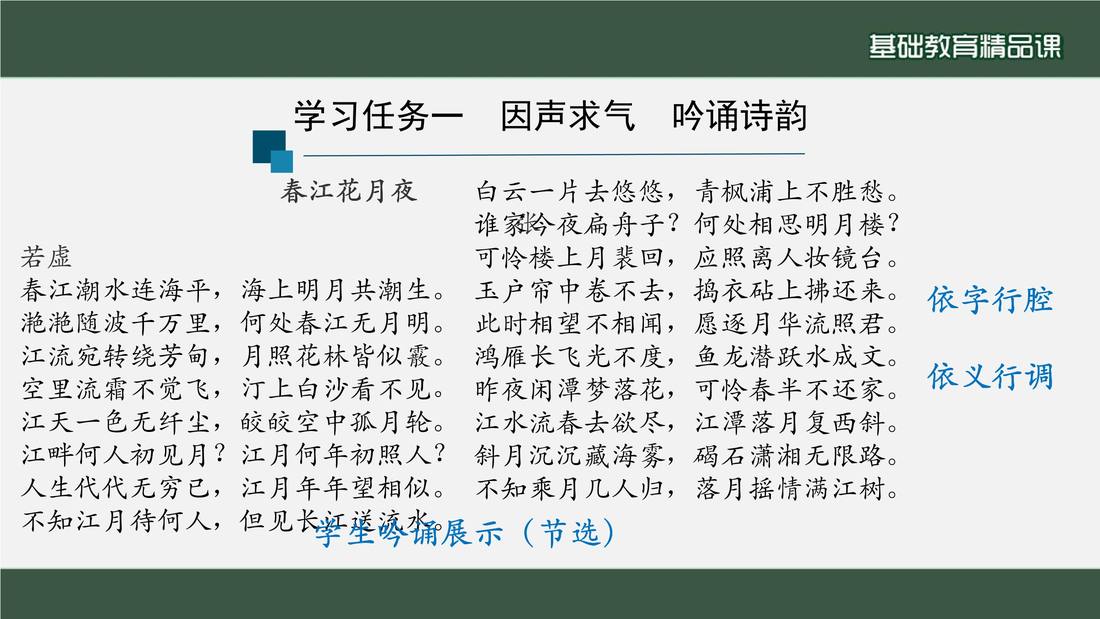 基础教育精品课
学习任务一 因声求气 吟诵诗韵
春江花月夜
张
若虚
春江潮水连海平，海上明月共潮生。
滟滟随波千万里，何处春江无月明。
江流宛转绕芳甸，月照花林皆似霰。
空里流霜不觉飞，汀上白沙看不见。
江天一色无纤尘，皎皎空中孤月轮。
江畔何人初见月？江月何年初照人？
人生代代无穷已，江月年年望相似。
不知江月待何人，但见长江送流水。
白云一片去悠悠，青枫浦上不胜愁。
谁家今夜扁舟子？何处相思明月楼？
可怜楼上月裴回，应照离人妆镜台。
玉户帘中卷不去，捣衣砧上拂还来。
此时相望不相闻，愿逐月华流照君。
鸿雁长飞光不度，鱼龙潜跃水成文。
昨夜闲潭梦落花，可怜春半不还家。
江水流春去欲尽，江潭落月复西斜。
斜月沉沉藏海雾，碣石潇湘无限路。
不知乘月几人归，落月摇情满江树。
依字行腔
依义行调
学生吟诵展示（节选）